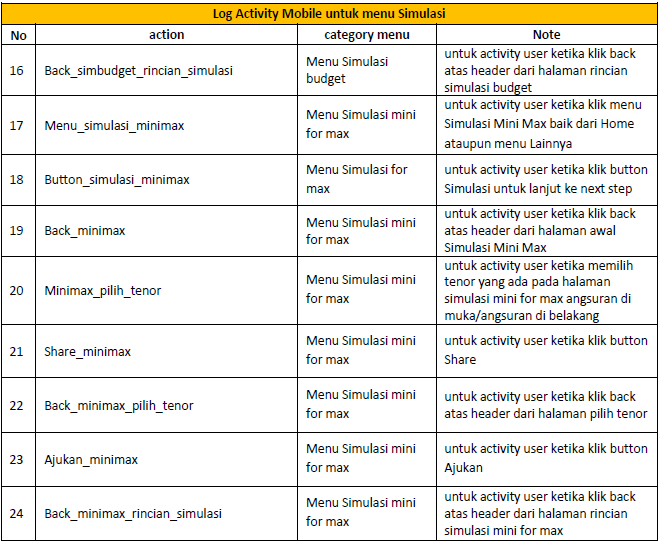 Log Activity Mobile untuk menu Simulasi
No action category menu Note
16 Back_simbudget_rincian_simulasi Menu Simulasi budget untuk activity user ketika klik back atas header dari halaman rincian simulasi budget
17 Menu_simulasi_minimax Menu Simulasi mini for max untuk activity user ketika klik menu Simulasi Mini Max baik dari Home ataupun menu Lainnya
18 Button_simulasi_minimax Menu Simulasi for max untuk activity user ketika klik button Simulasi untuk lanjut ke next step
19 Back_minimax Menu Simulasi mini for max untuk activity user ketika klik back atas header dari halaman awal Simulasi Mini Max
20 Minimax_pilih_tenor Menu Simulasi mini for max untuk activity user ketika memilih tenor yang ada pada halaman simulasi mini for max angsuran di muka/angsuran di belakang
21 Share_minimax Menu Simulasi mini for max untuk activity user ketika klik button Share
22 Back_minimax_pilih_tenor Menu Simulasi mini for max untuk activity user ketika klik back atas header dari halaman pilih tenor
23 Ajukan_minimax Menu Simulasi mini for max untuk activity user ketika klik button Ajukan
24 Back_minimax_rincian_simulasi Menu Simulasi mini for max untuk activity user ketika klik back atas header dari halaman rincian simulasi mini for max